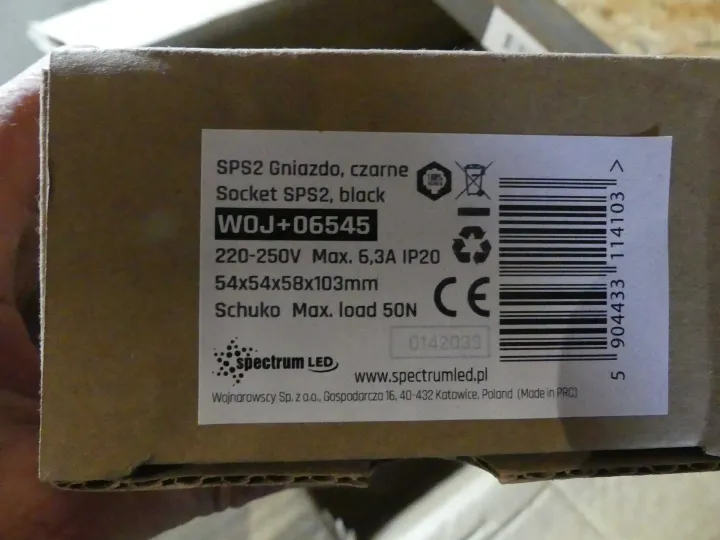 SPS2 Gniazdo, czarne
Socket SPS2, black
WOJ+06545
220-250V Max. 6,3A IP20
54x54x58x103mm
Schuko Max. load 50N
CE
0142033
spectrum LED
www.spectrumled.pl
Wojnarowscy Sp. z o.o., Gospodarcza 16, 40-432 Katowice, Poland (Made in PRC)
5 904433 114103 >